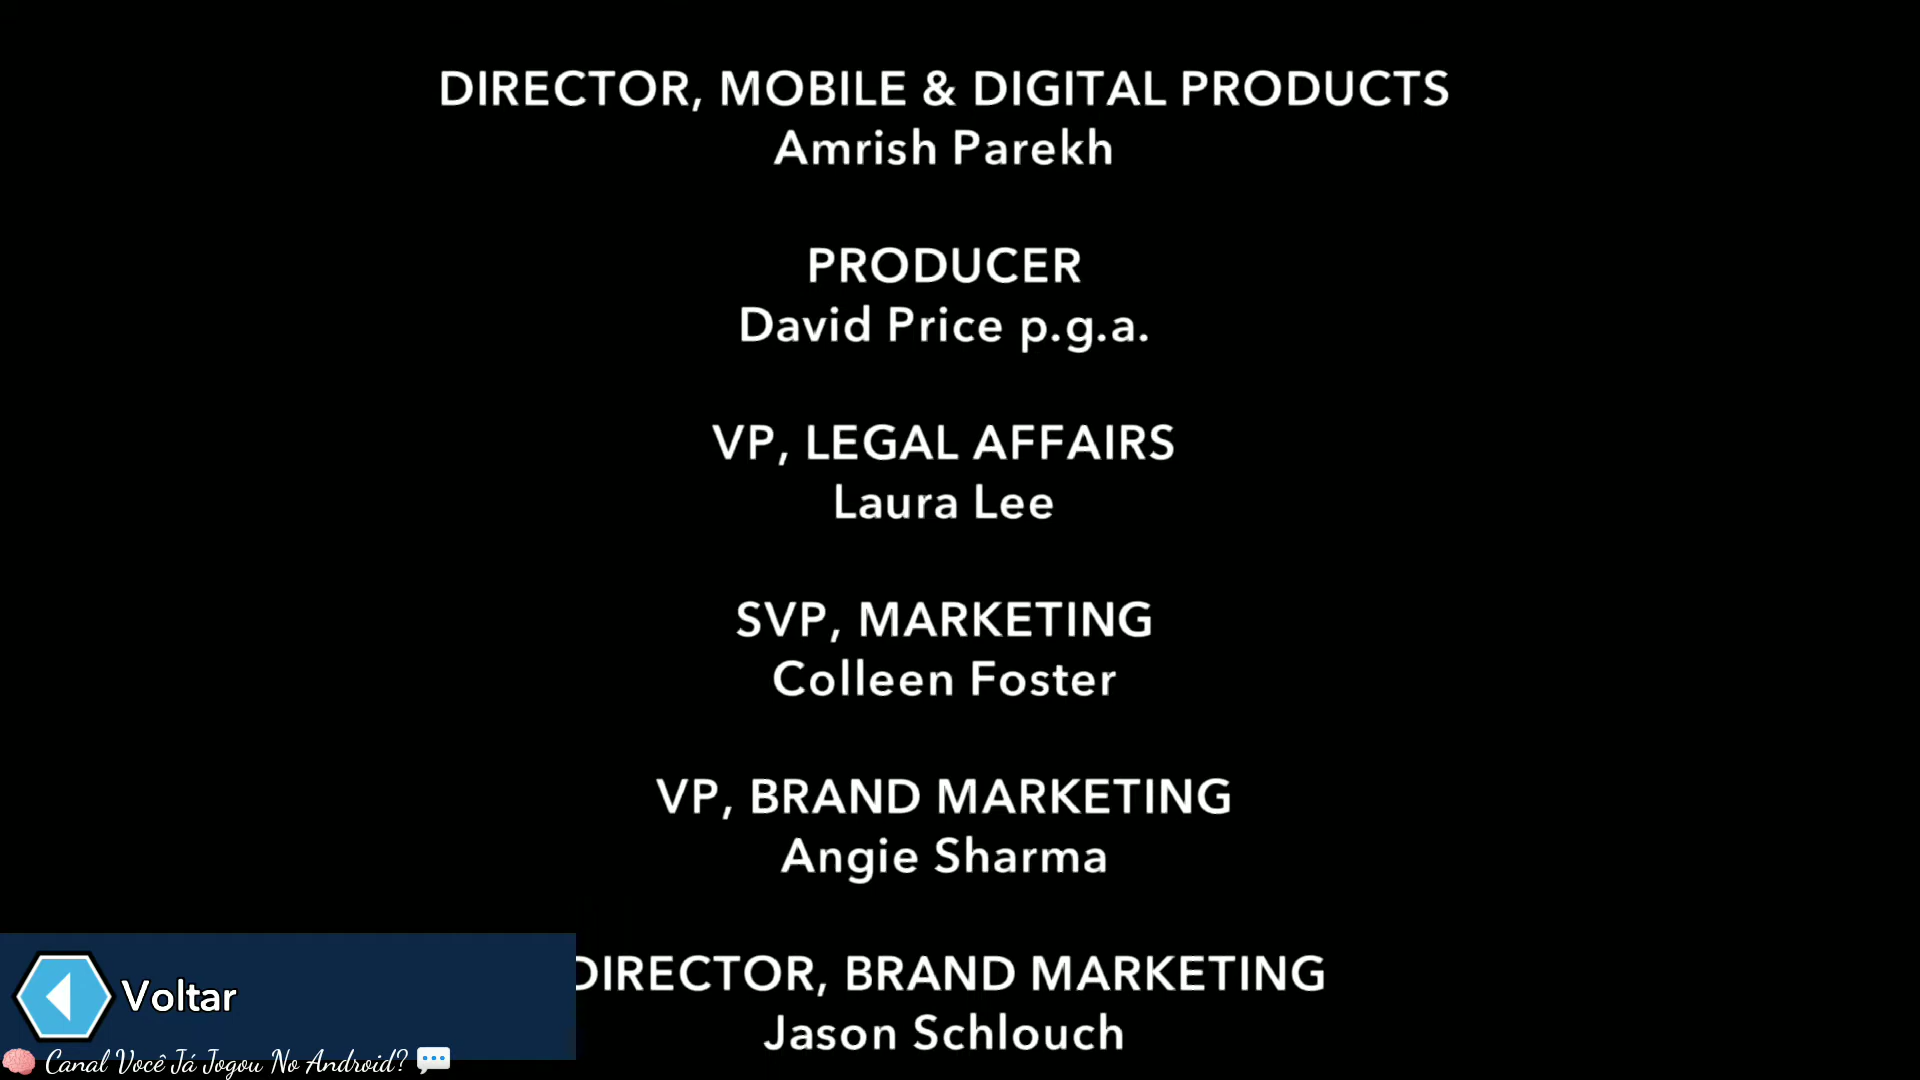 DIRECTOR, MOBILE & DIGITAL PRODUCTS
Amrish Parekh
PRODUCER
David Price p.g.a.
VP, LEGAL AFFAIRS
Laura Lee
SVP, MARKETING
Colleen Foster
VP, BRAND MARKETING
Angie Sharma
DIRECTOR, BRAND MARKETING
Jason Schlouch
Voltar
🧠 Canal Você Já Jogou No Android? 💬